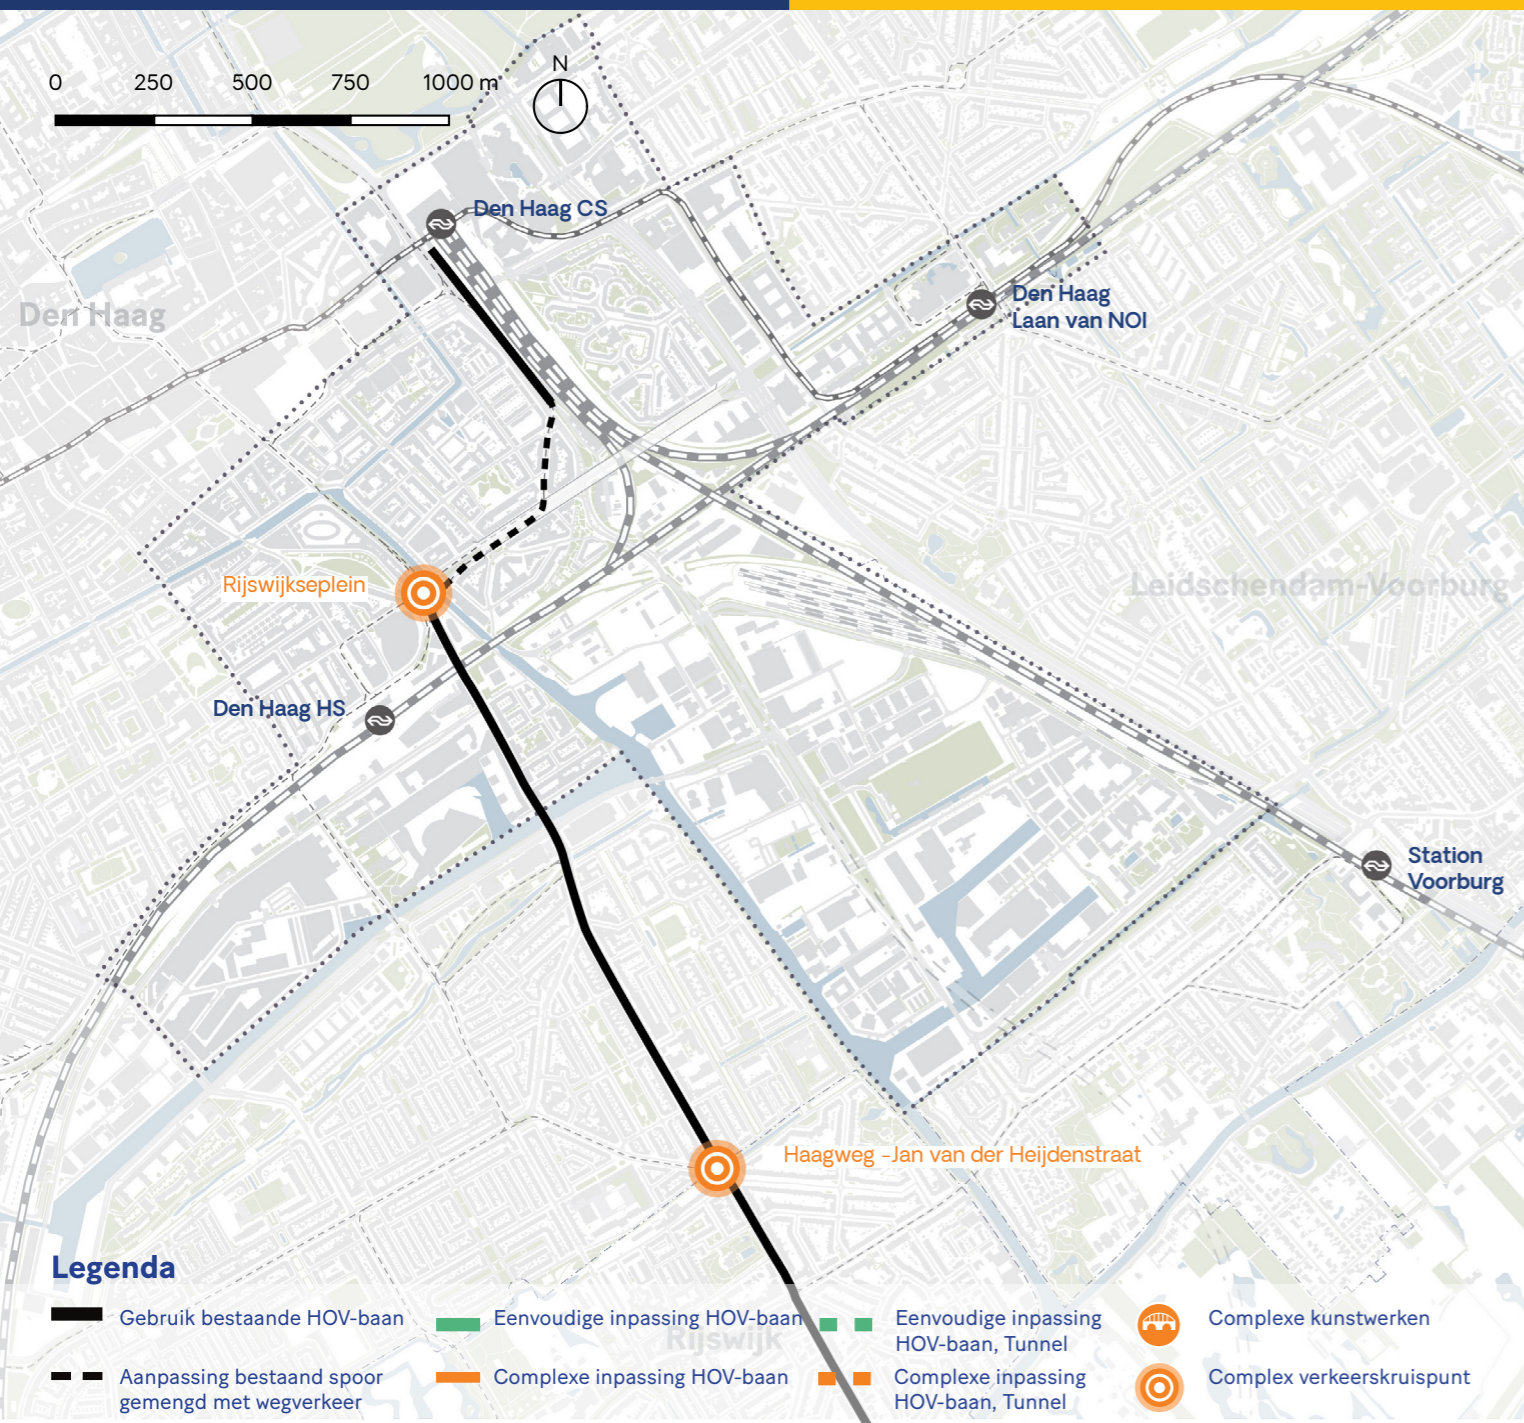 0 250 500 750 1000 m
N
Den Haag CS
Den Haag
Den Haag
Laan van NOI
Rijswijkseplein
Leidschendam-Voorburg
Den Haag HS
Station
Voorburg
Haagweg -Jan van der Heijdenstraat
Rijswijk
Legenda
Gebruik bestaande HOV-baan
Aanpassing bestaand spoor
gemengd met wegverkeer
Eenvoudige inpassing HOV-baan
Complexe inpassing HOV-baan
Eenvoudige inpassing
HOV-baan, Tunnel
Complexe inpassing
HOV-baan, Tunnel
Complexe kunstwerken
Complex verkeerskruispunt